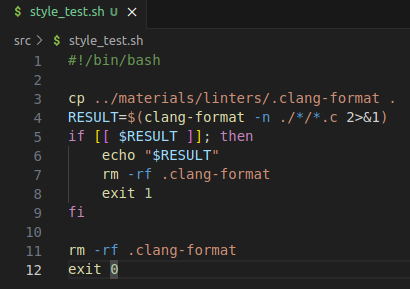 $ style_test.sh U ×
src > $ style_test.sh
1 #!/bin/bash
2
3 cp ../materials/linters/.clang-format .
4 RESULT=$(clang-format -n ./*/*.c 2>&1)
5 if [[ $RESULT ]]; then
6     echo "$RESULT"
7     rm -rf .clang-format
8     exit 1
9 fi
10
11 rm -rf .clang-format
12 exit 0